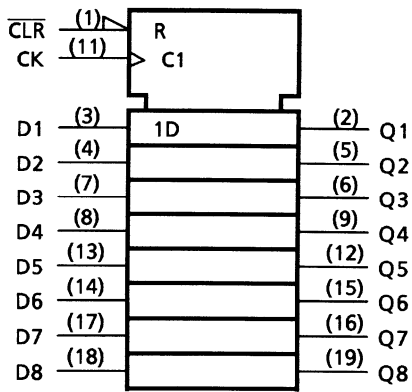 C̅L̅R̅ (1) R
CK (11) C1
D1 (3) 1D (2) Q1
D2 (4) (5) Q2
D3 (7) (6) Q3
D4 (8) (9) Q4
D5 (13) (12) Q5
D6 (14) (15) Q6
D7 (17) (16) Q7
D8 (18) (19) Q8